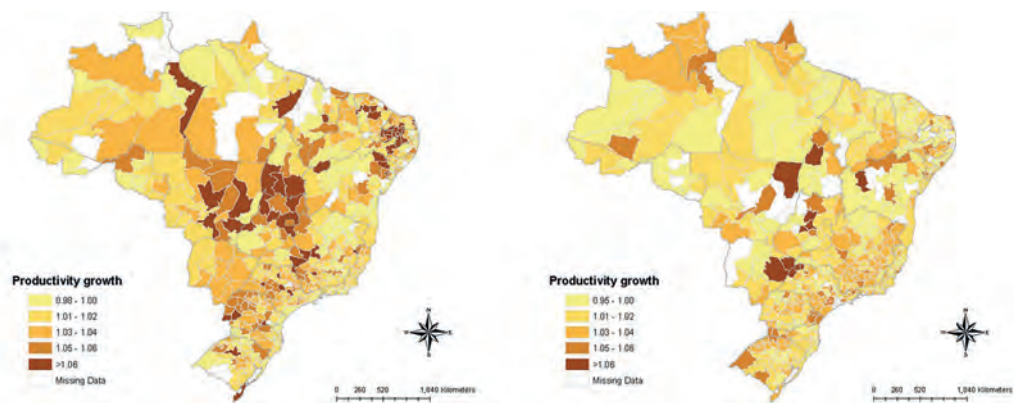 Productivity growth
0.98 - 1.00
1.01 - 1.02
1.03 - 1.04
1.05 - 1.06
>1.06
Missing Data
N
W E
S
0 260 520 1,040 Kilometers
Productivity growth
0.95 - 1.00
1.01 - 1.02
1.03 - 1.04
1.05 - 1.06
>1.06
Missing Data
N
W E
S
0 260 520 1,040 Kilometers